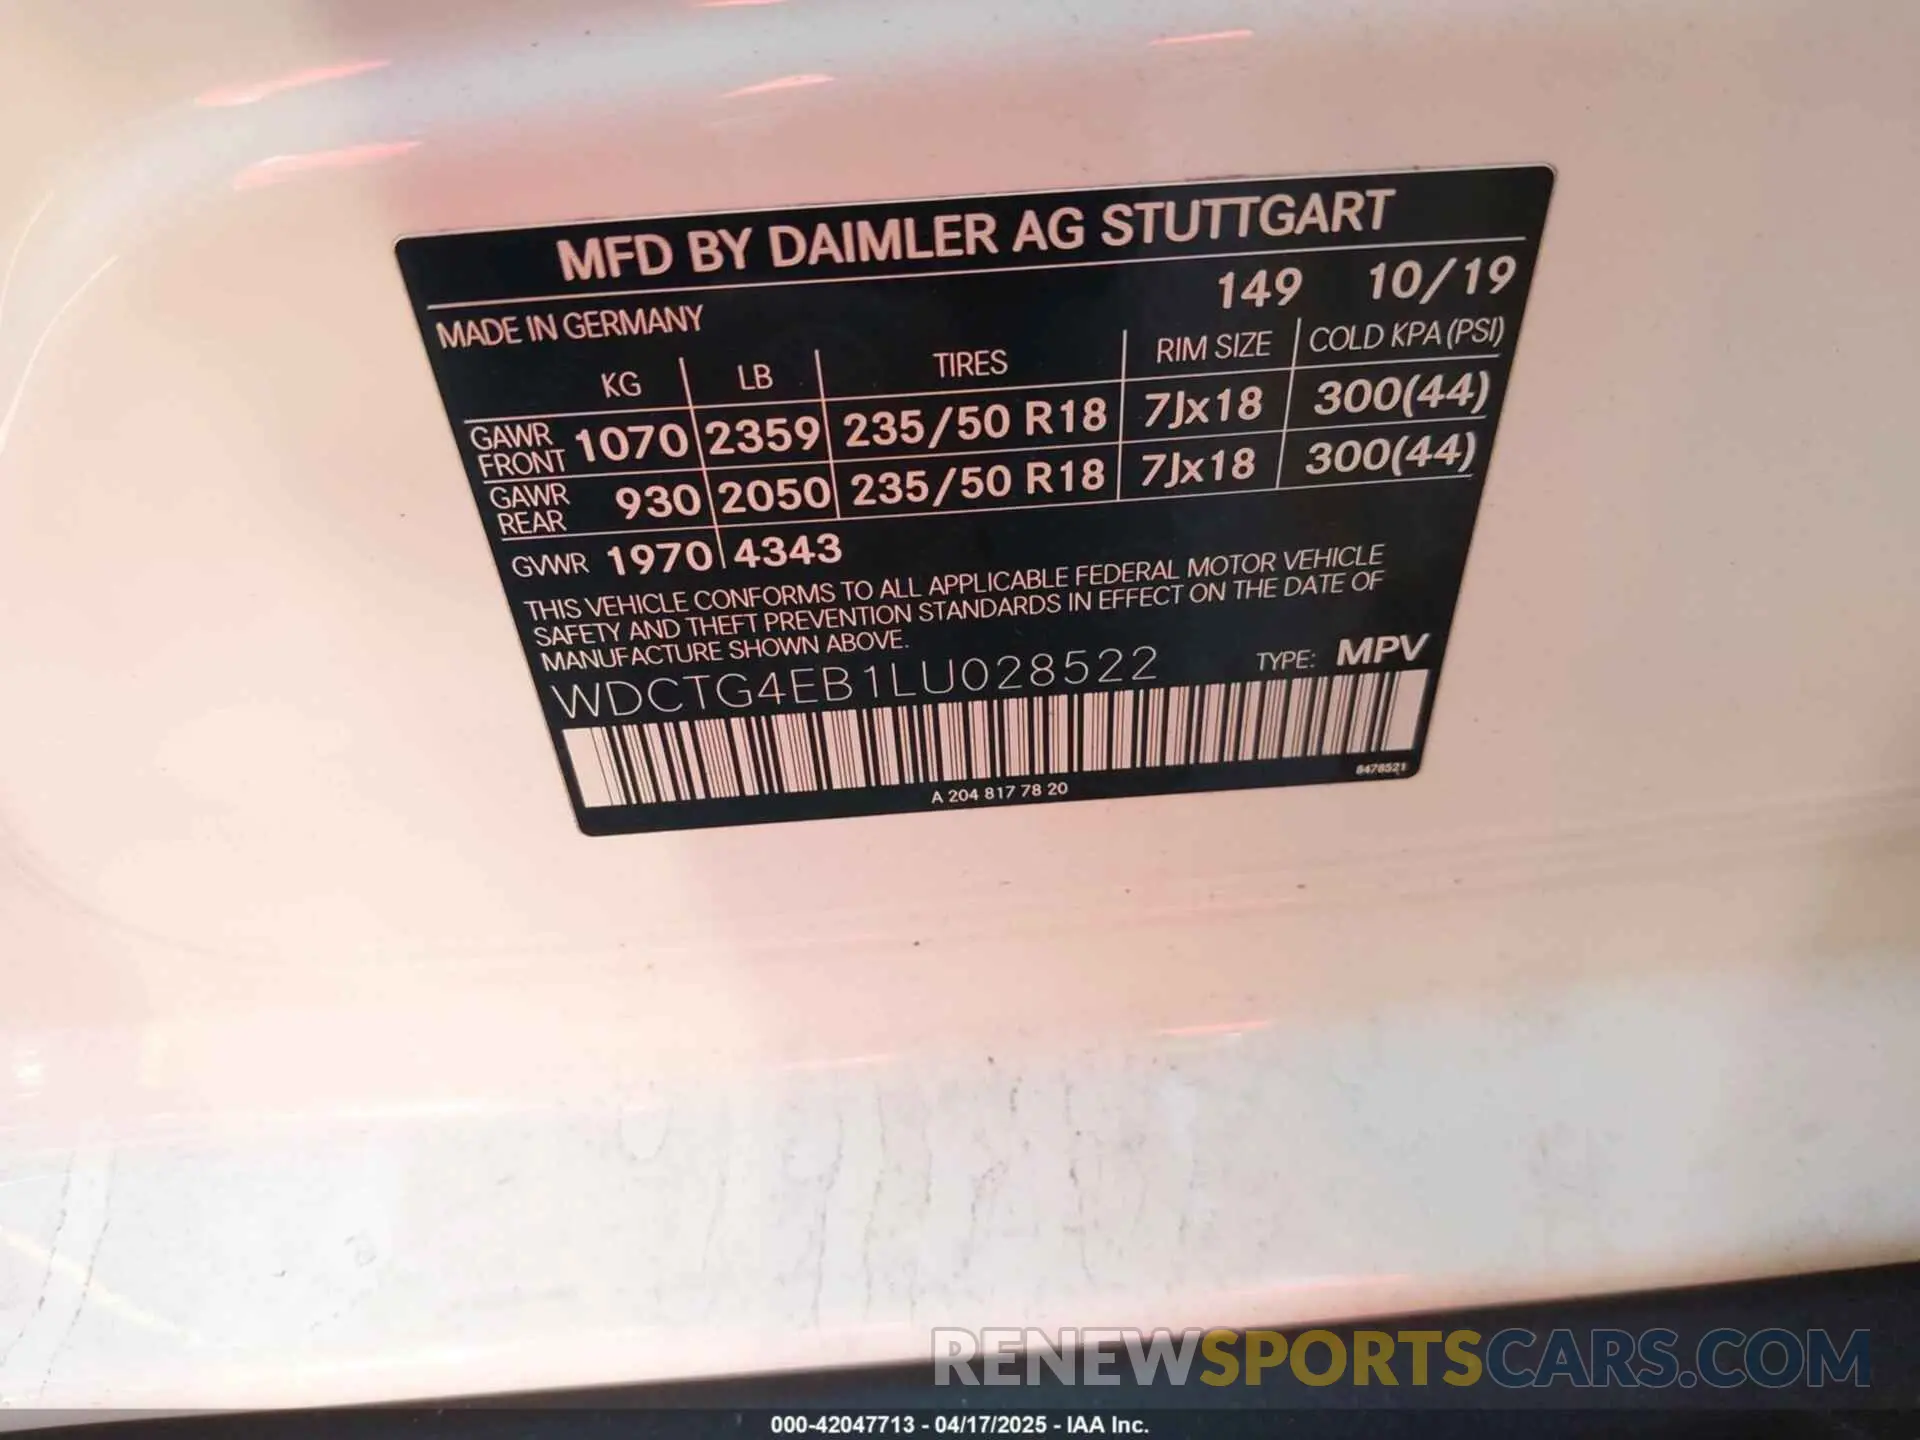 MFD BY DAIMLER AG STUTTGART
MADE IN GERMANY 149 10/19
KG LB TIRES RIM SIZE COLD KPA (PSI)
GAWR FRONT 1070 2359 235/50 R18 7Jx18 300(44)
GAWR REAR 930 2050 235/50 R18 7Jx18 300(44)
GVWR 1970 4343
THIS VEHICLE CONFORMS TO ALL APPLICABLE FEDERAL MOTOR VEHICLE
SAFETY AND THEFT PREVENTION STANDARDS IN EFFECT ON THE DATE OF
MANUFACTURE SHOWN ABOVE.
WDCTG4EB1LU028522 TYPE: MPV
A 204 817 78 20 8478521
RENEWSPORTSCARS.COM
000-42047713 - 04/17/2025 - IAA Inc.